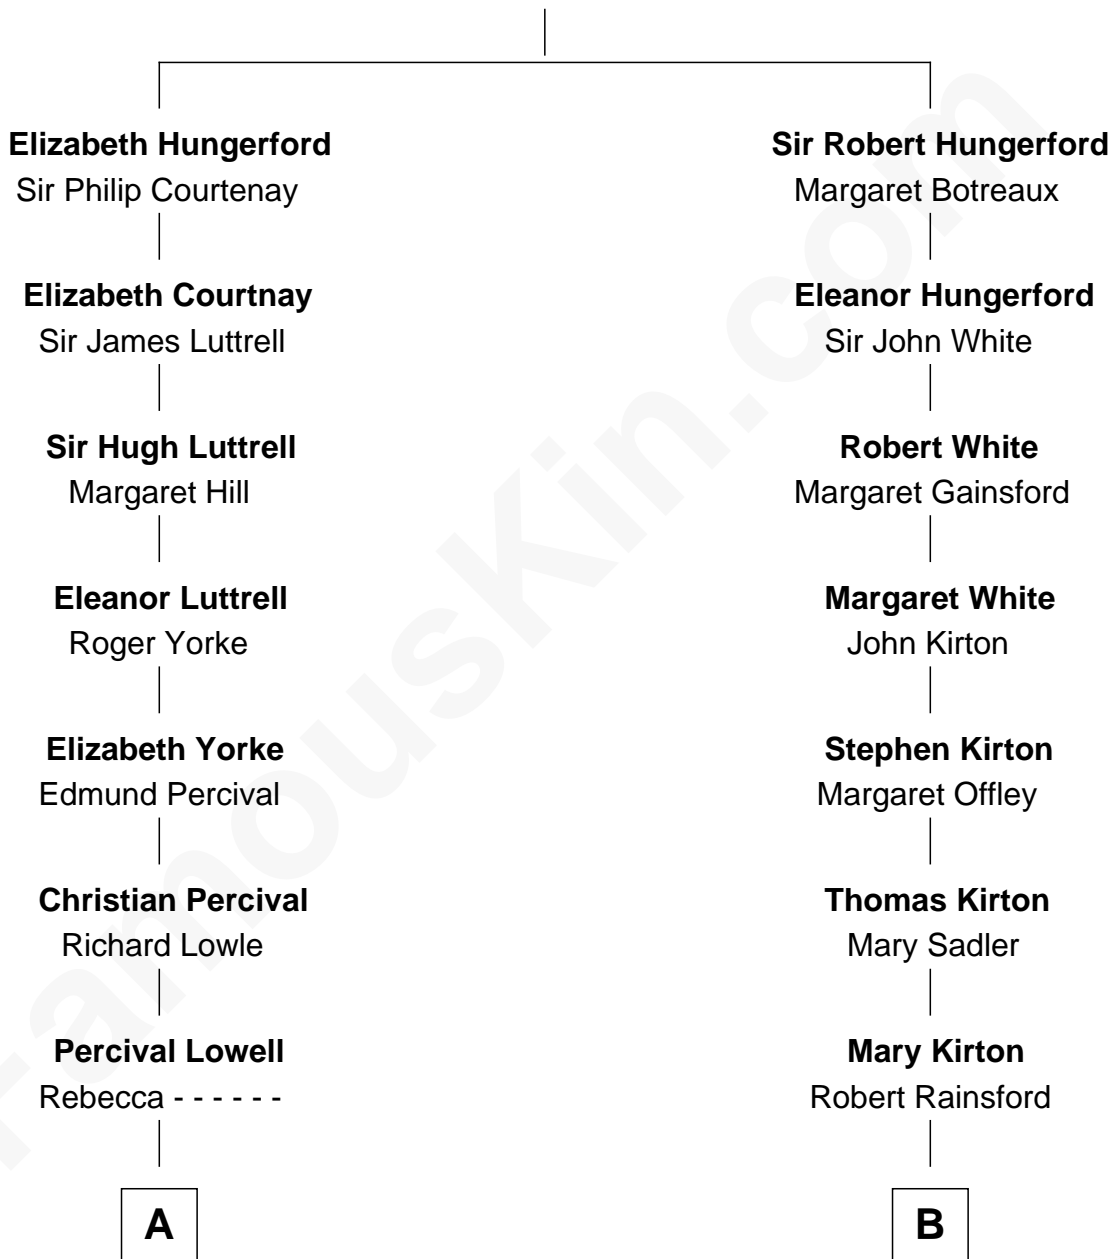 Elizabeth Hungerford
Sir Philip Courtenay
Elizabeth Courtnay
Sir James Luttrell
Sir Hugh Luttrell
Margaret Hill
Eleanor Luttrell
Roger Yorke
Elizabeth Yorke
Edmund Percival
Christian Percival
Richard Lowle
Percival Lowell
Rebecca - - - - - -
A
Sir Robert Hungerford
Margaret Botreaux
Eleanor Hungerford
Sir John White
Robert White
Margaret Gainsford
Margaret White
John Kirton
Stephen Kirton
Margaret Offley
Thomas Kirton
Mary Sadler
Mary Kirton
Robert Rainsford
B
FamousKin.com